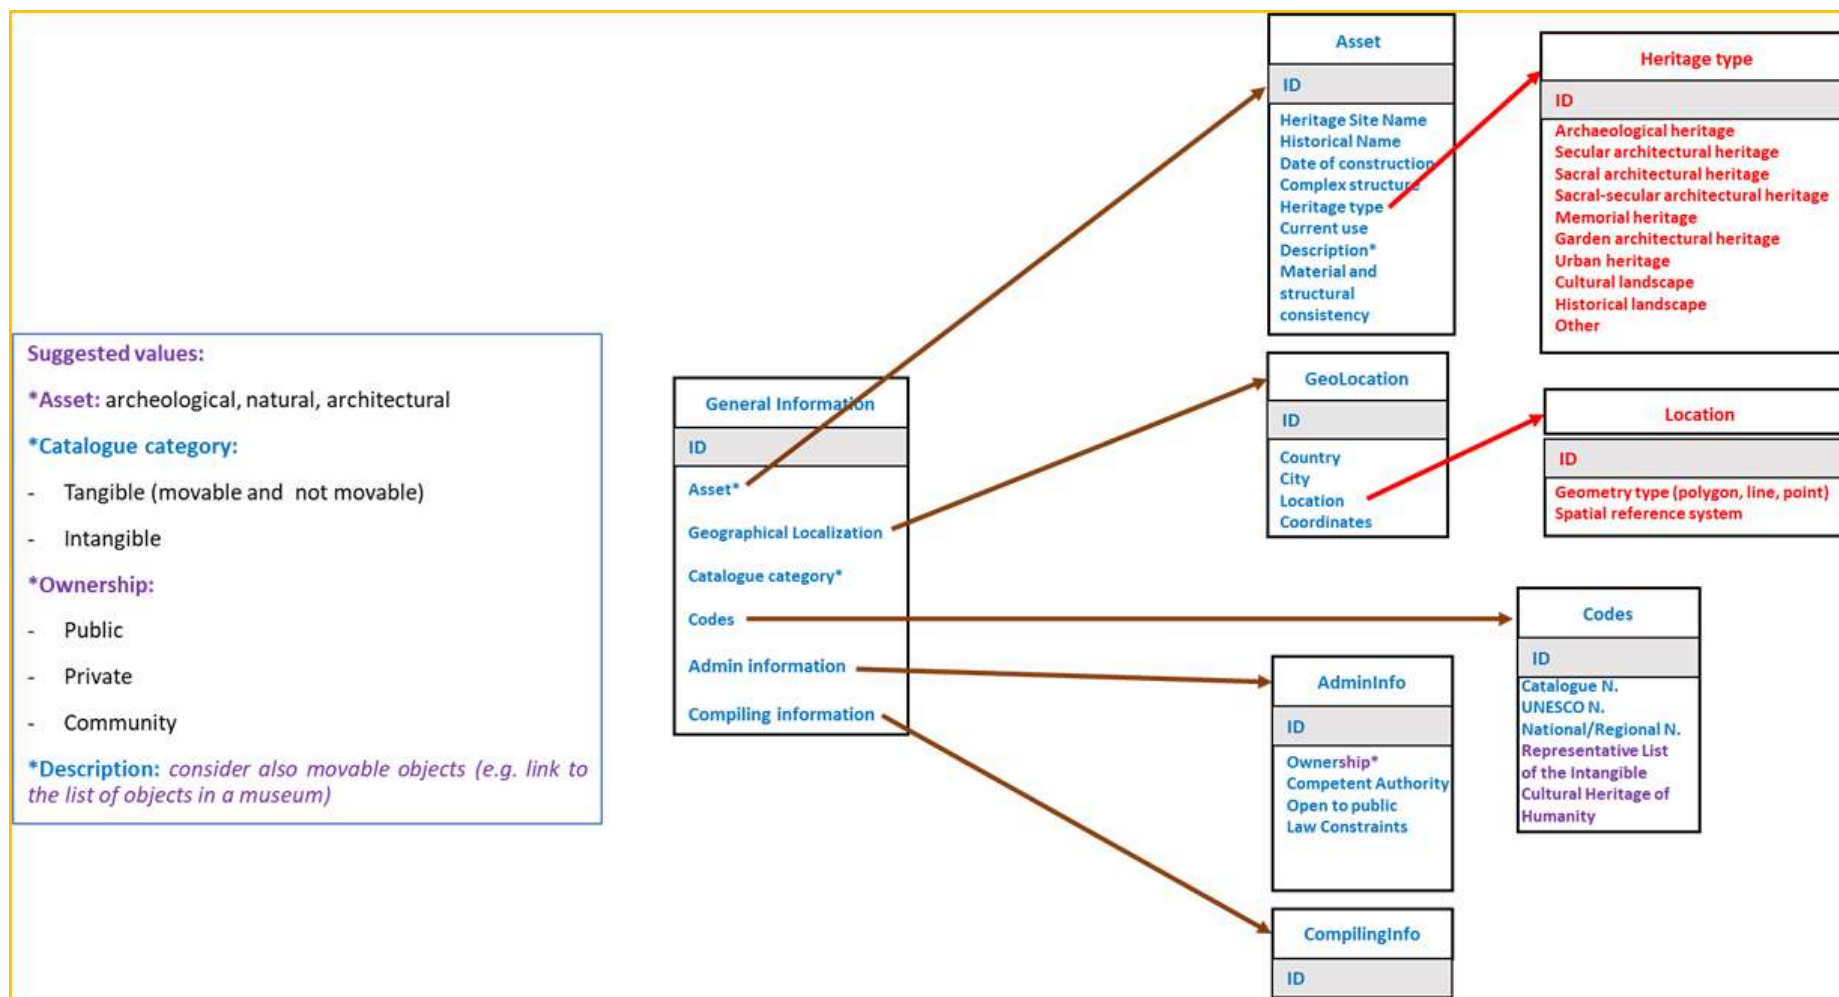 Suggested values:
*Asset: archeological, natural, architectural
*Catalogue category:
- Tangible (movable and not movable)
- Intangible
*Ownership:
- Public
- Private
- Community
*Description: consider also movable objects (e.g. link to
the list of objects in a museum)
General Information
ID
Asset*
Geographical Localization
Catalogue category*
Codes
Admin information
Compiling information
Asset
ID
Heritage Site Name
Historical Name
Date of construction
Complex structure
Heritage type
Current use
Description*
Material and
structural
consistency
Heritage type
ID
Archaeological heritage
Secular architectural heritage
Sacral architectural heritage
Sacral-secular architectural heritage
Memorial heritage
Garden architectural heritage
Urban heritage
Cultural landscape
Historical landscape
Other
GeoLocation
ID
Country
City
Location
Coordinates
Location
ID
Geometry type (polygon, line, point)
Spatial reference system
Codes
ID
Catalogue N.
UNESCO N.
National/Regional N.
Representative List
of the Intangible
Cultural Heritage of
Humanity
AdminInfo
ID
Ownership*
Competent Authority
Open to public
Law Constraints
CompilingInfo
ID